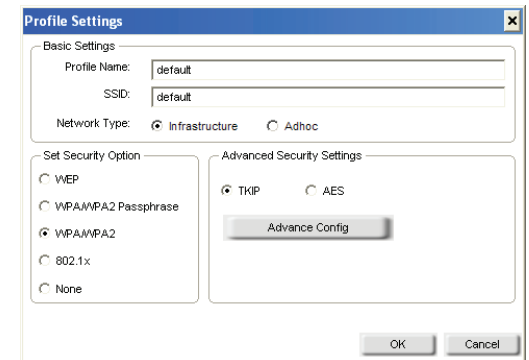 Profile Settings
Basic Settings
Profile Name: default
SSID: default
Network Type: Infrastructure Adhoc
Set Security Option
WEP
WPA/WPA2 Passphrase
WPA/WPA2
802.1x
None
Advanced Security Settings
TKIP AES
Advance Config
OK Cancel